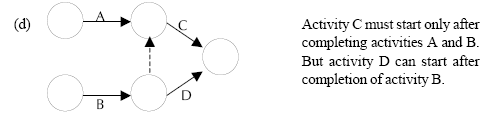 (d)
A
C
B
D
Activity C must start only after
completing activities A and B.
But activity D can start after
completion of activity B.